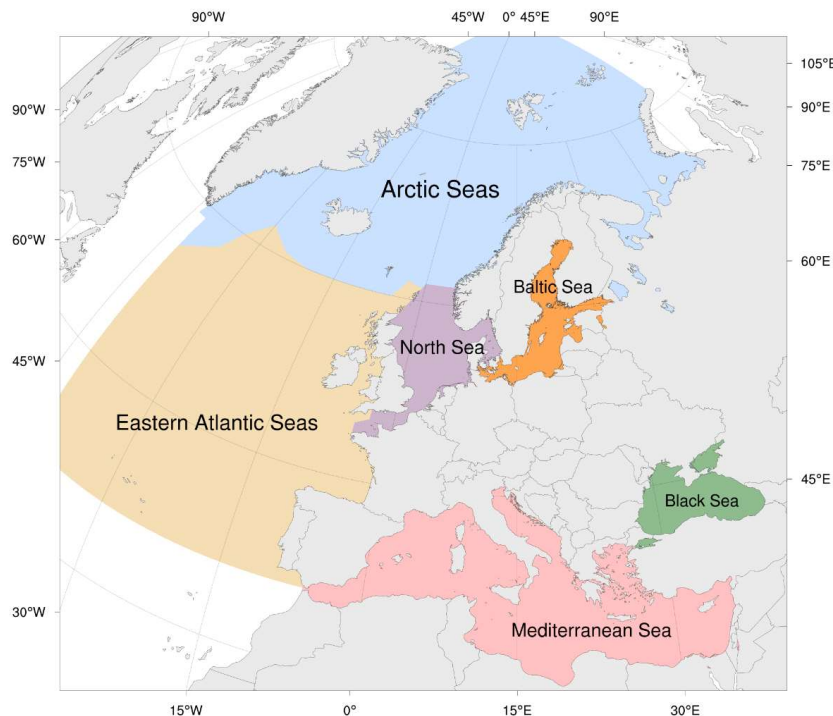 90°W
45°W 0° 45°E
90°E
105°E
90°W
90°E
75°W
75°E
Arctic Seas
60°W
60°E
Baltic Sea
North Sea
45°W
Eastern Atlantic Seas
45°E
Black Sea
30°W
Mediterranean Sea
15°W
0°
15°E
30°E